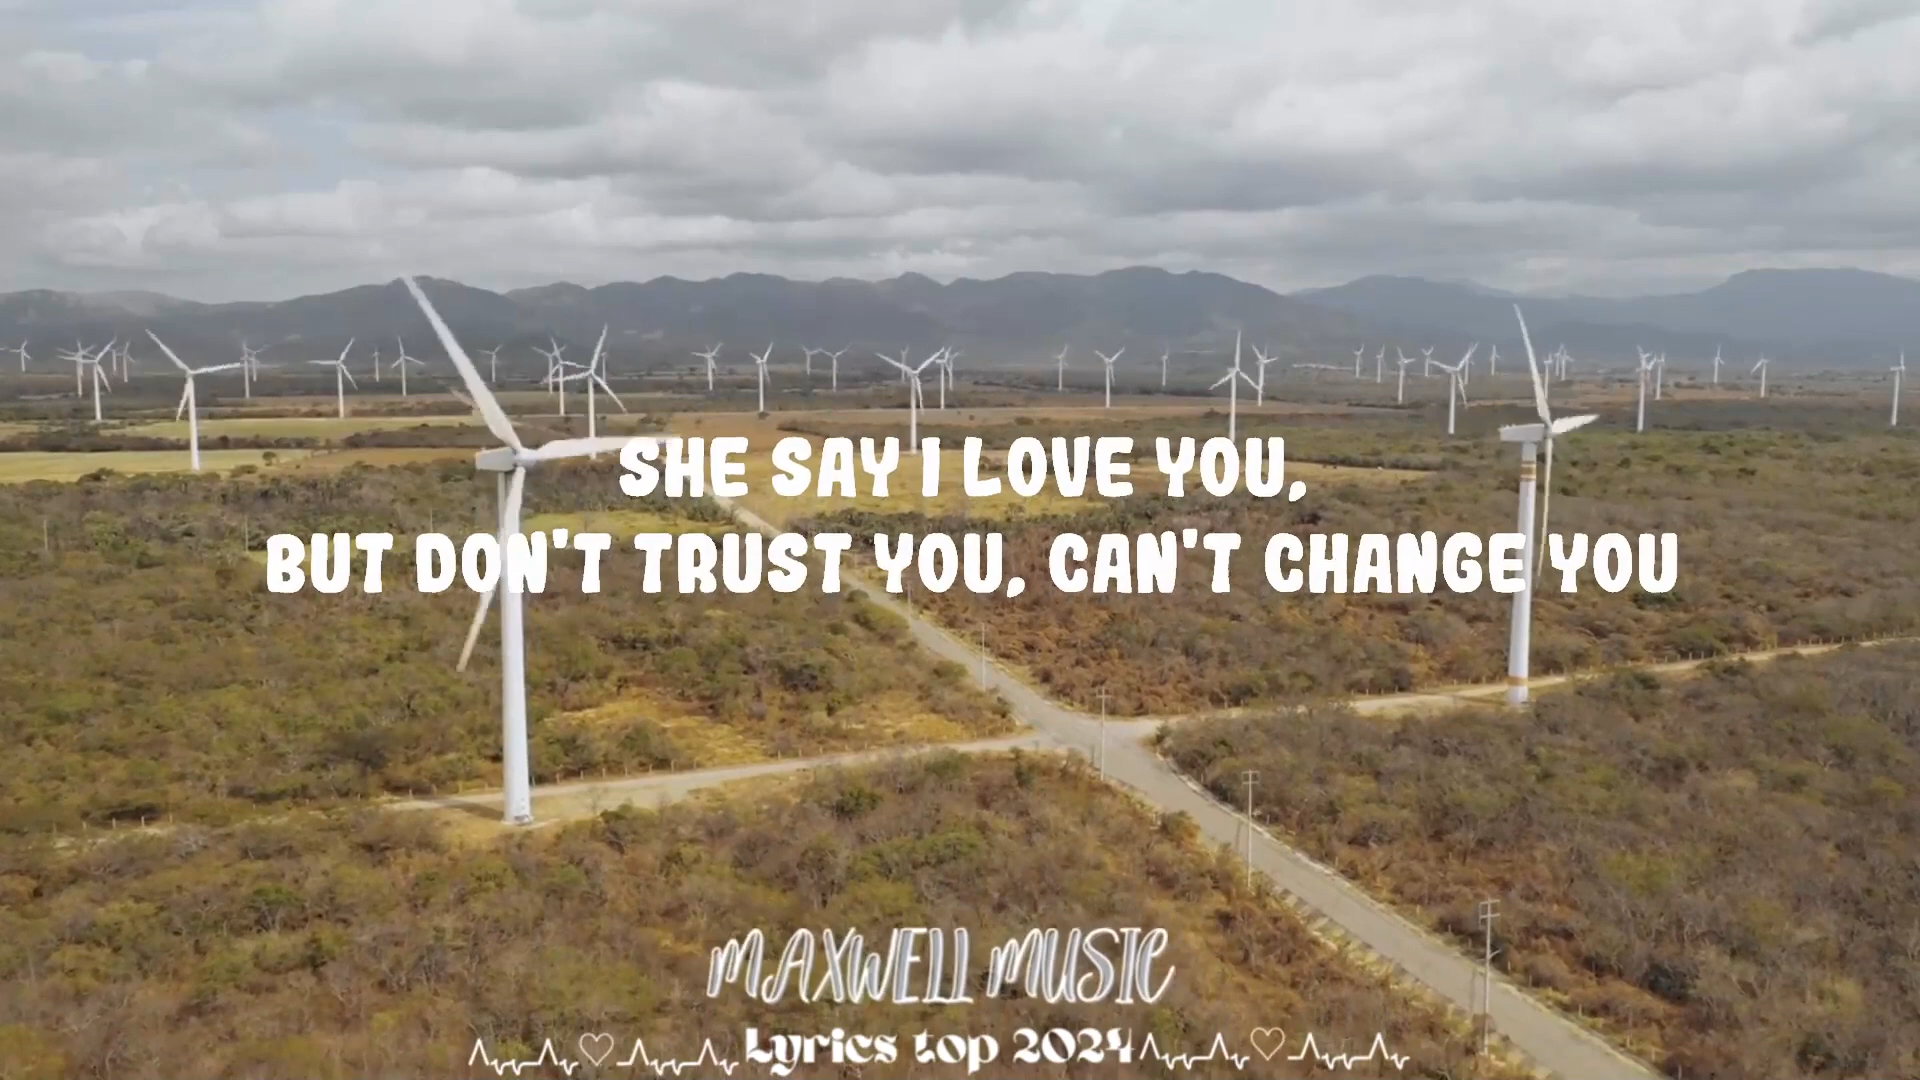 SHE SAY I LOVE YOU,
BUT DON'T TRUST YOU, CAN'T CHANGE YOU
MAXWELL MUSIC
Lyrics top 2024